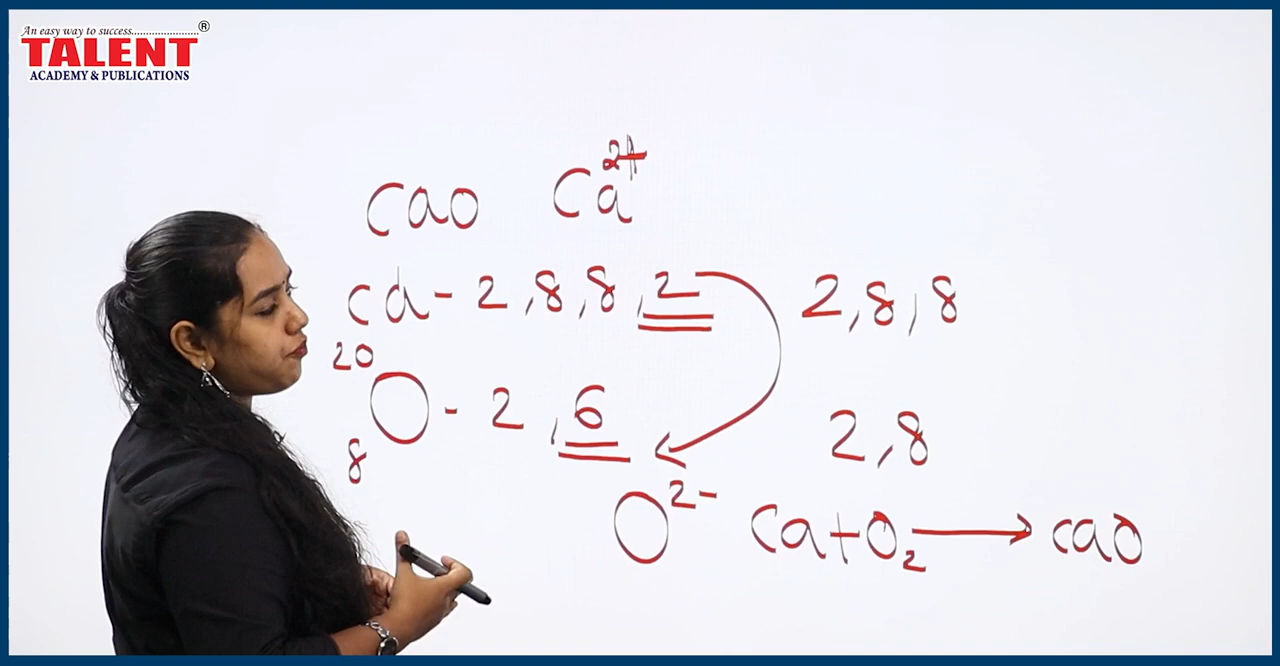 An easy way to success......................®
TALENT
ACADEMY & PUBLICATIONS
cao Ca²⁺
ca - 2,8,8,2 2,8,8
20
O - 2,6 2,8
8
O²⁻ Ca+O₂ ⟶ caO